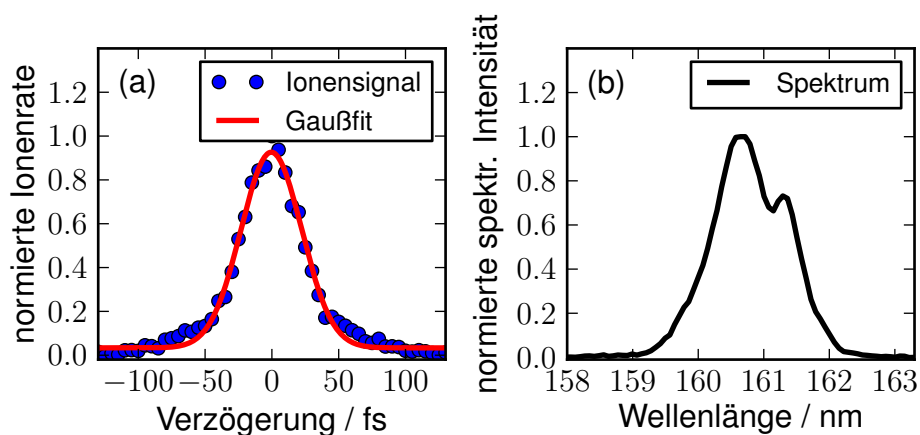 normierte Ionenrate
1.2
1.0
0.8
0.6
0.4
0.2
0.0
(a)
Ionensignal
Gaußfit
−100 −50 0 50 100
Verzögerung / fs
normierte spektr. Intensität
1.2
1.0
0.8
0.6
0.4
0.2
0.0
(b)
Spektrum
158 159 160 161 162 163
Wellenlänge / nm